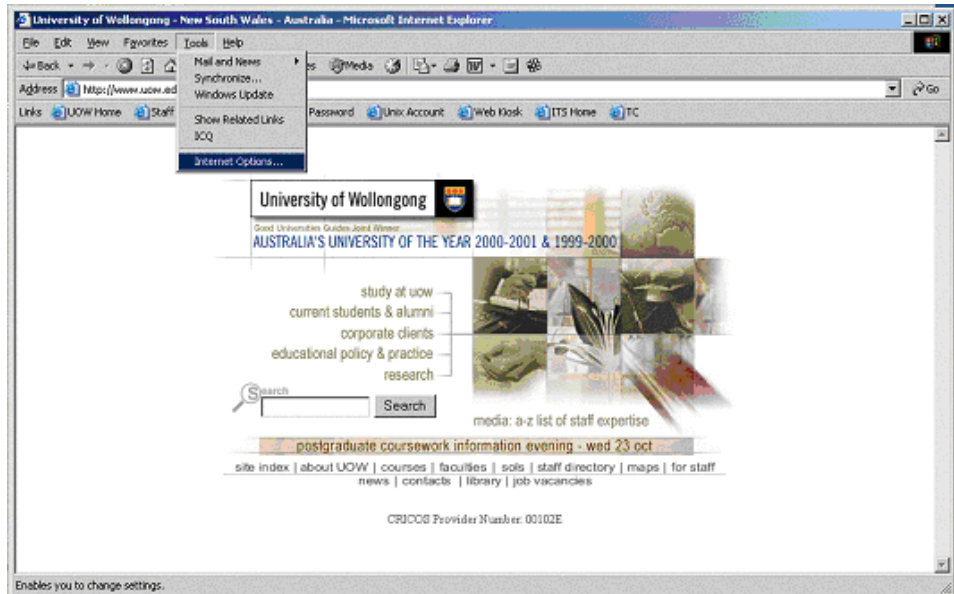 University of Wollongong - New South Wales - Australia - Microsoft Internet Explorer
File Edit View Favorites Tools Help
Back Media
Mail and News
Synchronize...
Windows Update
Show Related Links
ICQ
Internet Options...
Address http://www.uow.ed Go
Links UOW Home Staff Password Unix Account Web Kiosk ITS Home TC
University of Wollongong
Good Universities Guides Joint Winner
AUSTRALIA'S UNIVERSITY OF THE YEAR 2000-2001 & 1999-2000
study at uow
current students & alumni
corporate clients
educational policy & practice
research
Search
Search
media: a-z list of staff expertise
postgraduate coursework information evening - wed 23 oct
site index | about UOW | courses | faculties | sols | staff directory | maps | for staff
news | contacts | library | job vacancies
CRICOS Provider Number: 00102E
Enables you to change settings.